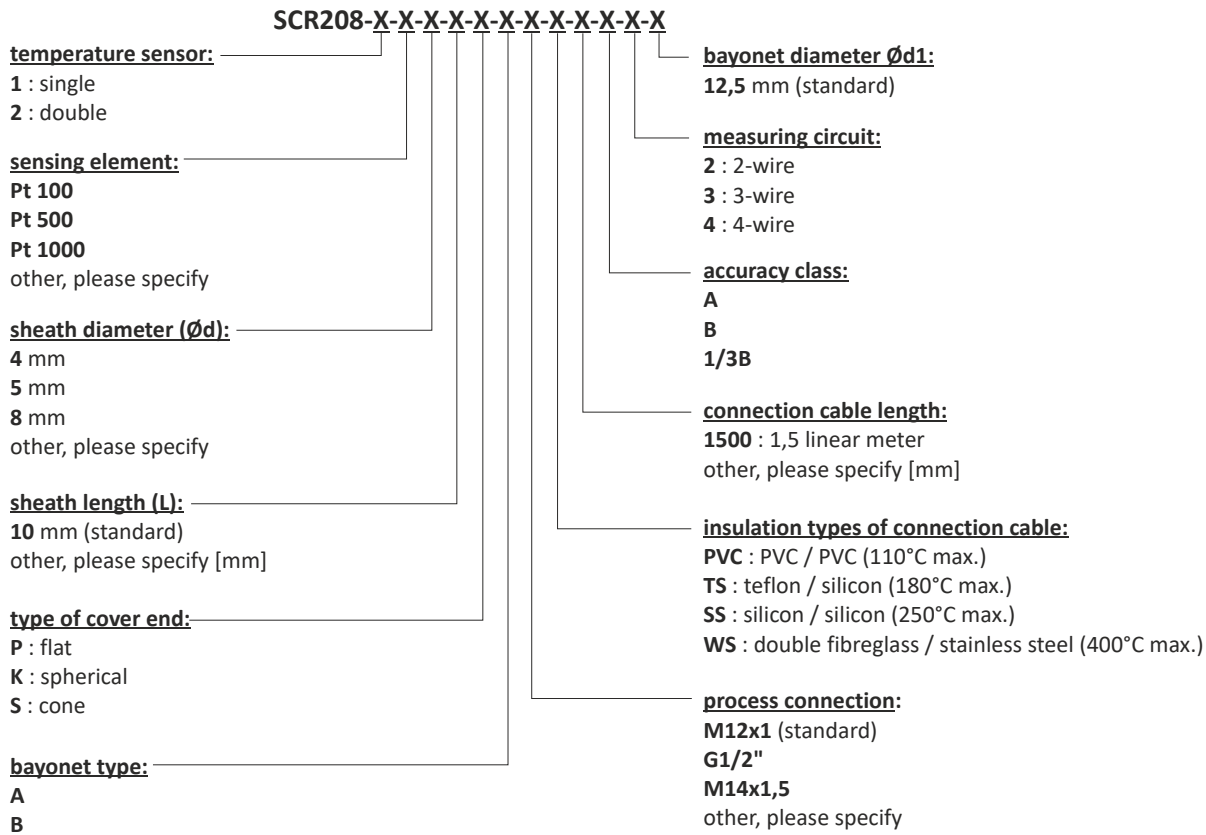 SCR208-X-X-X-X-X-X-X-X-X-X-X-X
temperature sensor:
1 : single
2 : double
sensing element:
Pt 100
Pt 500
Pt 1000
other, please specify
sheath diameter (Ød):
4 mm
5 mm
8 mm
other, please specify
sheath length (L):
10 mm (standard)
other, please specify [mm]
type of cover end:
P : flat
K : spherical
S : cone
bayonet type:
A
B
bayonet diameter Ød1:
12,5 mm (standard)
measuring circuit:
2 : 2-wire
3 : 3-wire
4 : 4-wire
accuracy class:
A
B
1/3B
connection cable length:
1500 : 1,5 linear meter
other, please specify [mm]
insulation types of connection cable:
PVC : PVC / PVC (110°C max.)
TS : teflon / silicon (180°C max.)
SS : silicon / silicon (250°C max.)
WS : double fibreglass / stainless steel (400°C max.)
process connection:
M12x1 (standard)
G1/2"
M14x1,5
other, please specify